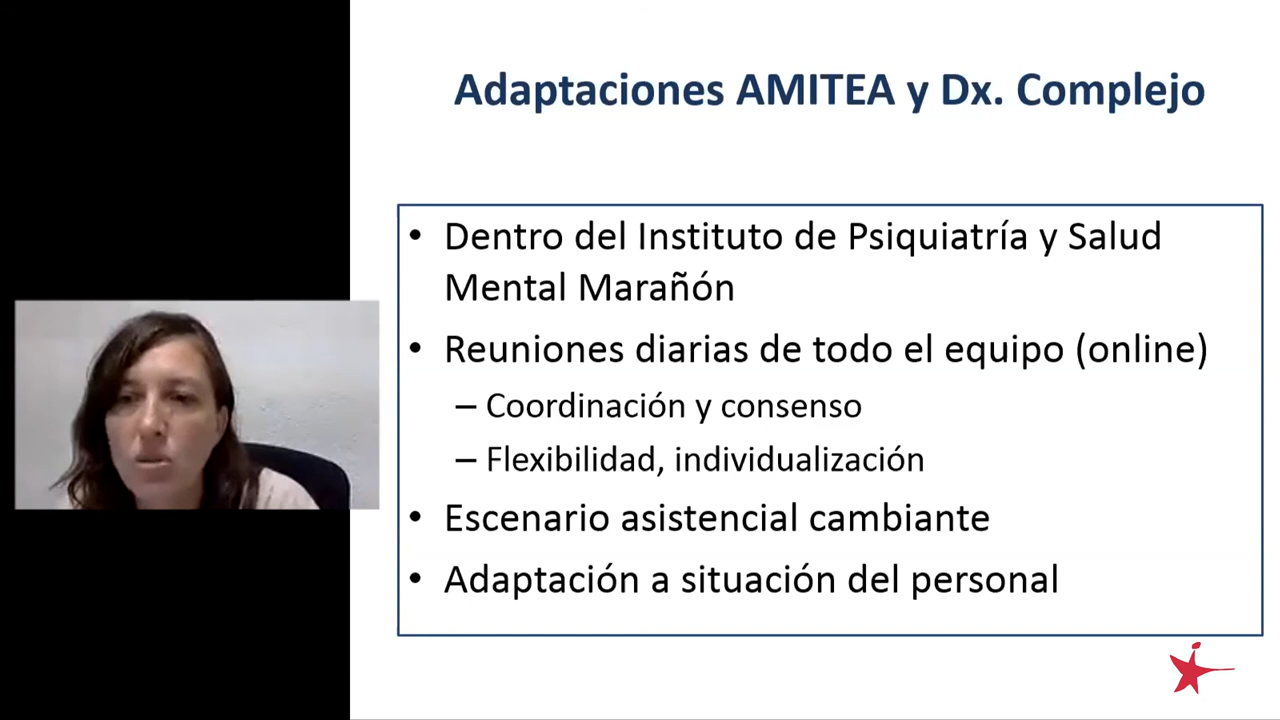 Adaptaciones AMITEA y Dx. Complejo
• Dentro del Instituto de Psiquiatría y Salud
Mental Marañón
• Reuniones diarias de todo el equipo (online)
– Coordinación y consenso
– Flexibilidad, individualización
• Escenario asistencial cambiante
• Adaptación a situación del personal